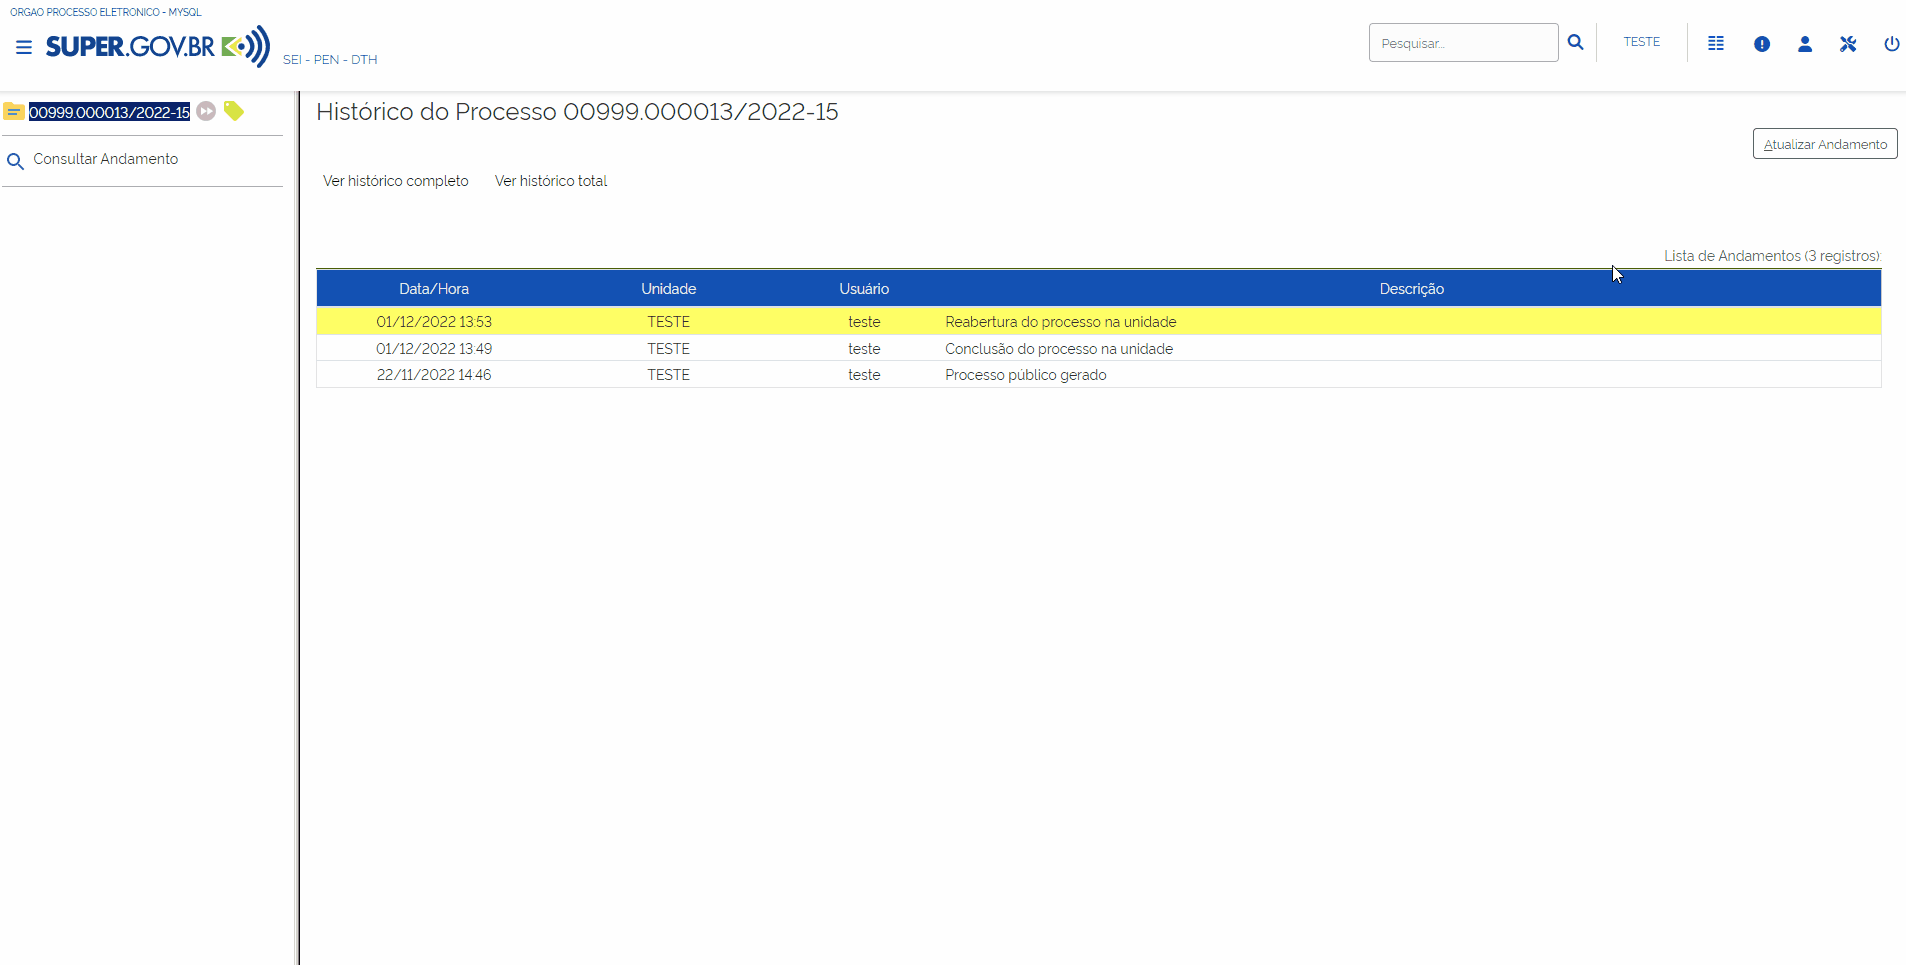 ORGAO PROCESSO ELETRONICO - MYSQL
SUPER.GOV.BR
SEI - PEN - DTH
Pesquisar...
TESTE
00999.000013/2022-15
Consultar Andamento
Histórico do Processo 00999.000013/2022-15
Atualizar Andamento
Ver histórico completo Ver histórico total
Lista de Andamentos (3 registros):
Data/Hora Unidade Usuário Descrição
01/12/2022 13:53 TESTE teste Reabertura do processo na unidade
01/12/2022 13:49 TESTE teste Conclusão do processo na unidade
22/11/2022 14:46 TESTE teste Processo público gerado